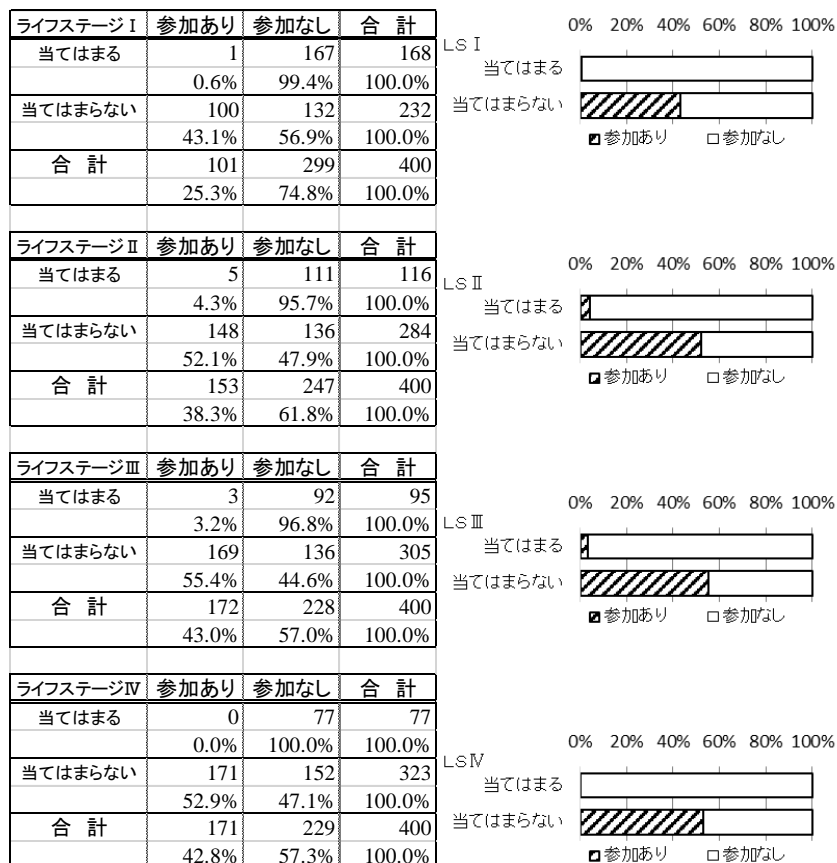 ライフステージⅠ 参加あり 参加なし 合 計
当てはまる 1 167 168
0.6% 99.4% 100.0%
当てはまらない 100 132 232
43.1% 56.9% 100.0%
合 計 101 299 400
25.3% 74.8% 100.0%
0% 20% 40% 60% 80% 100%
LSⅠ
当てはまる
当てはまらない
参加あり 参加なし
ライフステージⅡ 参加あり 参加なし 合 計
当てはまる 5 111 116
4.3% 95.7% 100.0%
当てはまらない 148 136 284
52.1% 47.9% 100.0%
合 計 153 247 400
38.3% 61.8% 100.0%
0% 20% 40% 60% 80% 100%
LSⅡ
当てはまる
当てはまらない
参加あり 参加なし
ライフステージⅢ 参加あり 参加なし 合 計
当てはまる 3 92 95
3.2% 96.8% 100.0%
当てはまらない 169 136 305
55.4% 44.6% 100.0%
合 計 172 228 400
43.0% 57.0% 100.0%
0% 20% 40% 60% 80% 100%
LSⅢ
当てはまる
当てはまらない
参加あり 参加なし
ライフステージⅣ 参加あり 参加なし 合 計
当てはまる 0 77 77
0.0% 100.0% 100.0%
当てはまらない 171 152 323
52.9% 47.1% 100.0%
合 計 171 229 400
42.8% 57.3% 100.0%
0% 20% 40% 60% 80% 100%
LSⅣ
当てはまる
当てはまらない
参加あり 参加なし